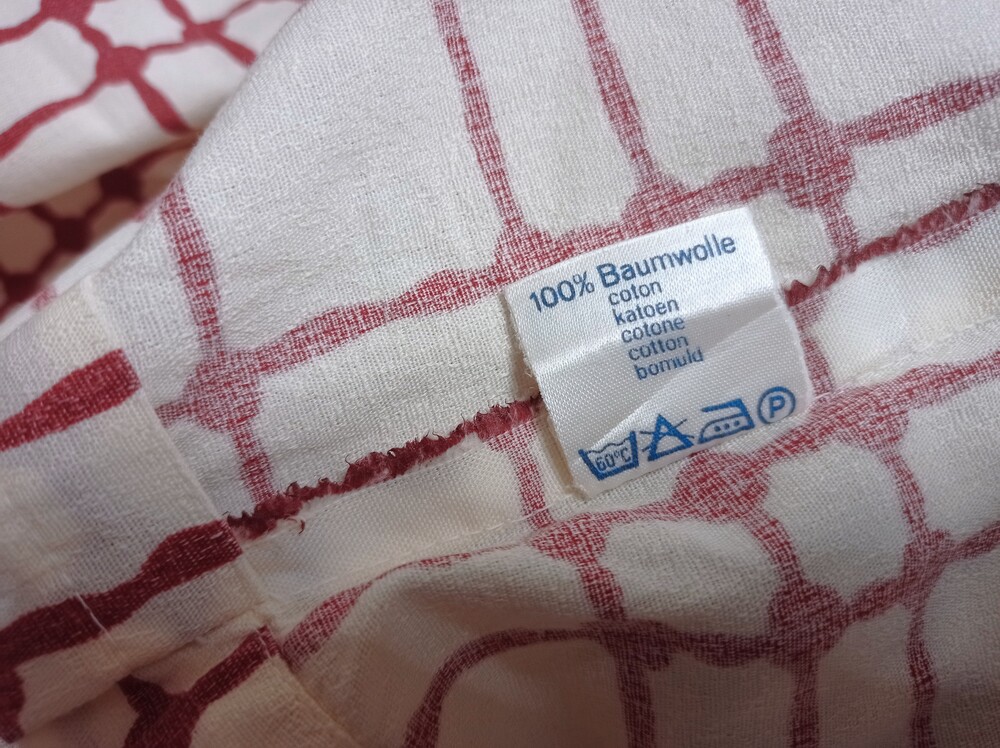 100% Baumwolle
coton
katoen
cotone
cotton
bomuld
60°C P